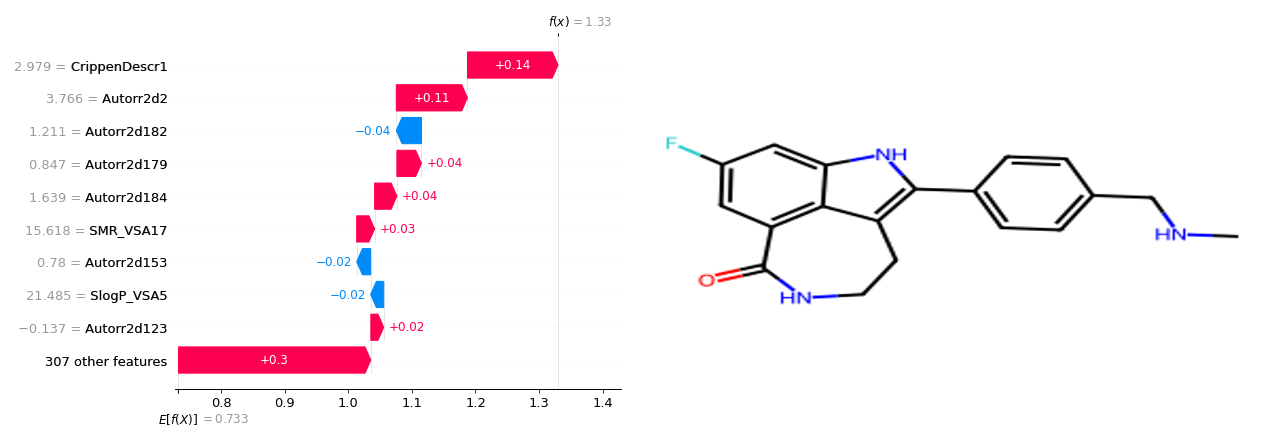 f(x) = 1.33
2.979 = CrippenDescr1
+0.14
3.766 = Autorr2d2
+0.11
1.211 = Autorr2d182
−0.04
0.847 = Autorr2d179
+0.04
1.639 = Autorr2d184
+0.04
15.618 = SMR_VSA17
+0.03
0.78 = Autorr2d153
−0.02
21.485 = SlogP_VSA5
−0.02
−0.137 = Autorr2d123
+0.02
307 other features
+0.3
0.8 0.9 1.0 1.1 1.2 1.3 1.4
E[f(X)] = 0.733
F
NH
HN
O
HN